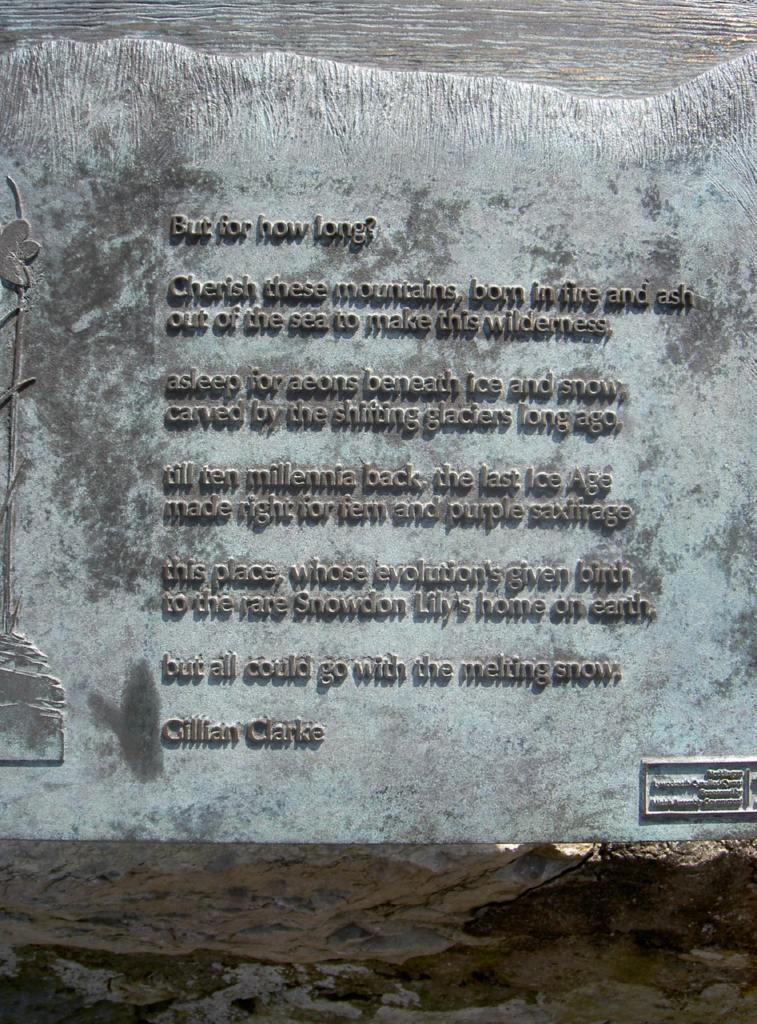 But for how long?
Cherish these mountains, born in fire and ash
out of the sea to make this wilderness,
asleep for aeons beneath ice and snow,
carved by the shifting glaciers long ago,
till ten millennia back, the last Ice Age
made right for fern and purple saxifrage
this place, whose evolution's given birth
to the rare Snowdon Lily's home on earth,
but all could go with the melting snow.
Gillian Clarke